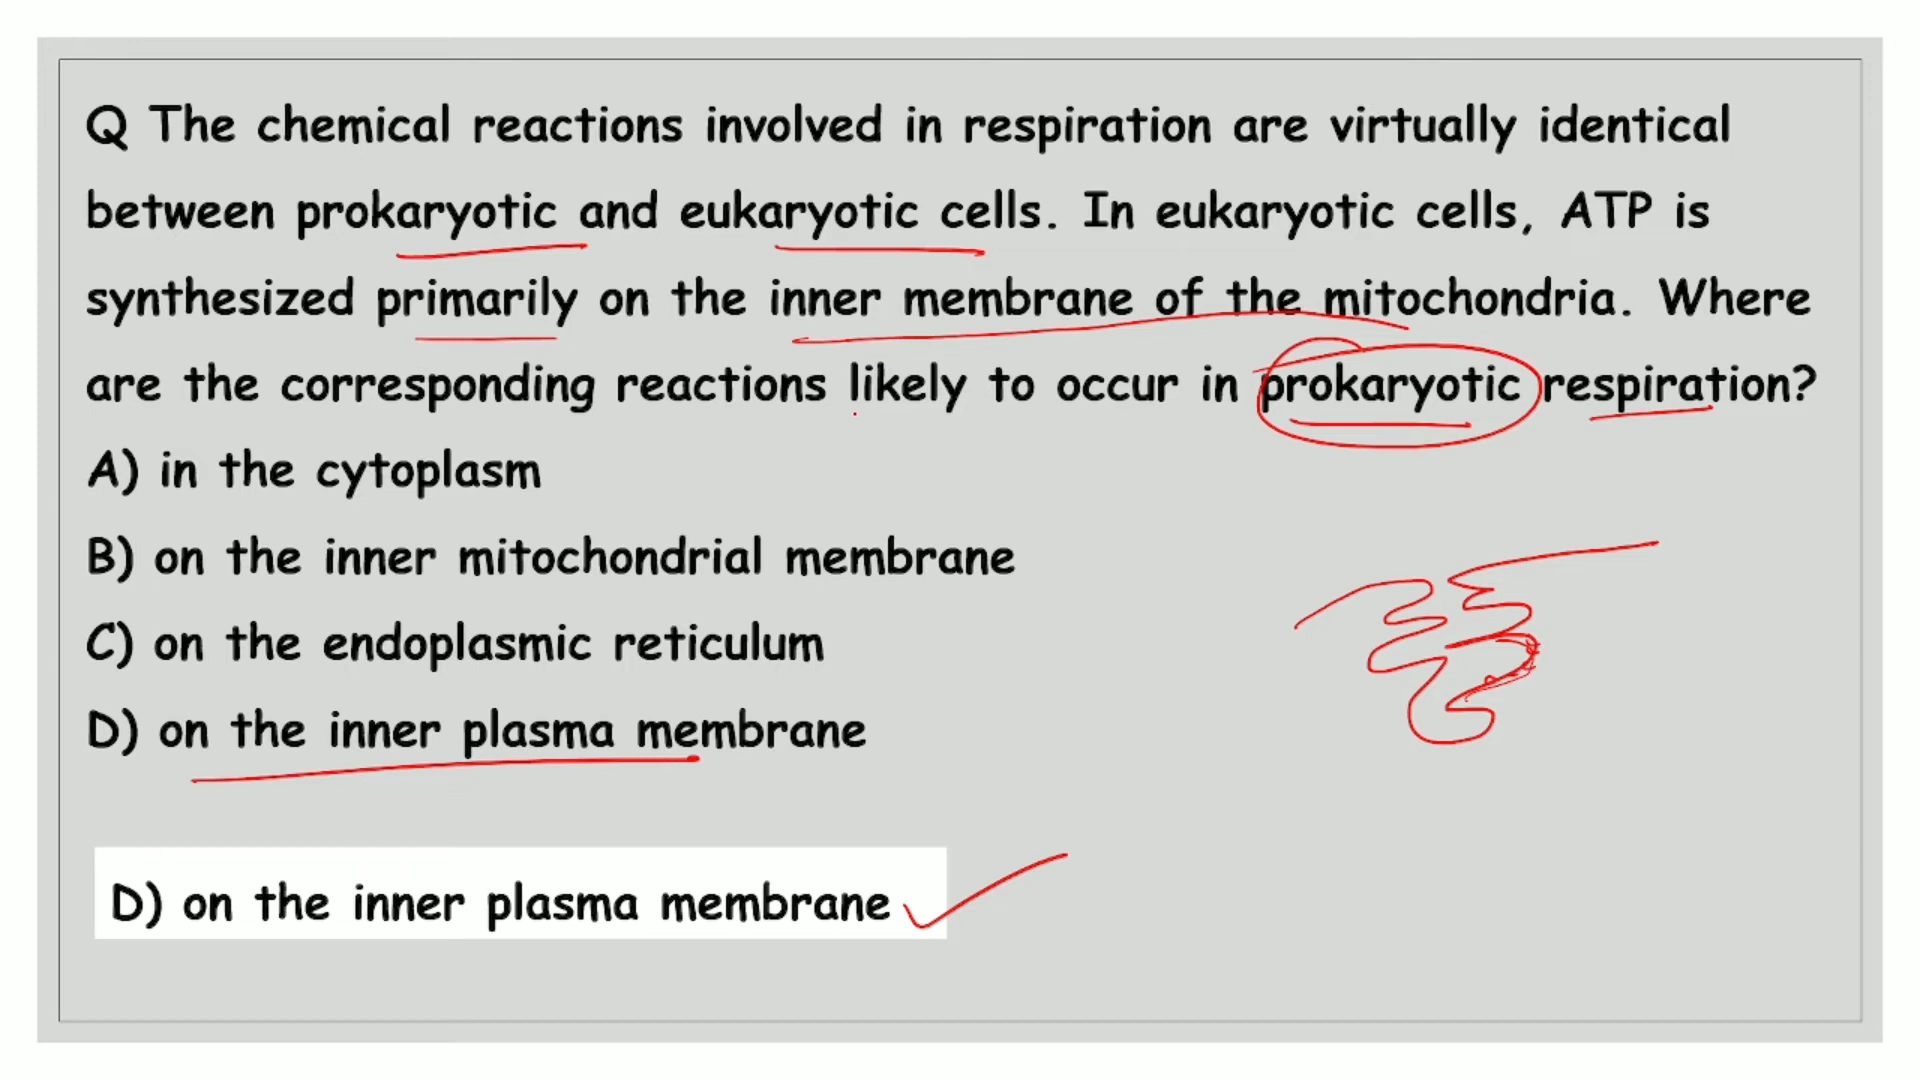 Q The chemical reactions involved in respiration are virtually identical
between prokaryotic and eukaryotic cells. In eukaryotic cells, ATP is
synthesized primarily on the inner membrane of the mitochondria. Where
are the corresponding reactions likely to occur in prokaryotic respiration?
A) in the cytoplasm
B) on the inner mitochondrial membrane
C) on the endoplasmic reticulum
D) on the inner plasma membrane
D) on the inner plasma membrane